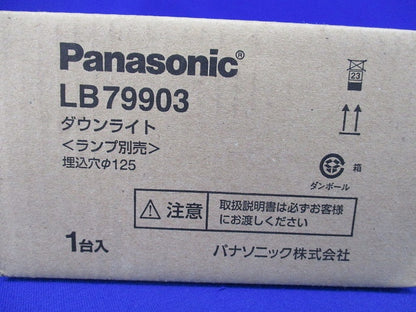 Panasonic®
LB79903
ダウンライト
<ランプ別売>
埋込穴φ125
23
箱
ダンボール
注意
取扱説明書は必ずお客様
にお渡しください
1台入
パナソニック株式会社